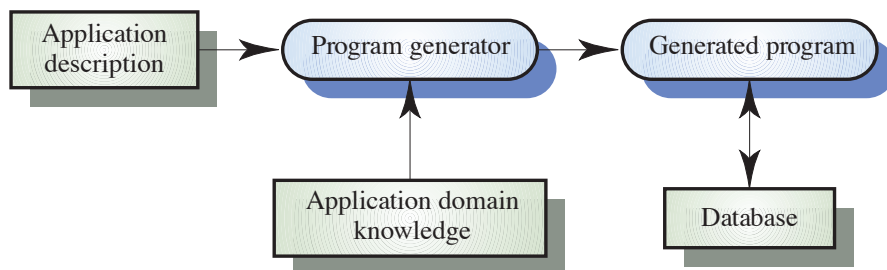 Application
description
Program generator
Generated program
Application domain
knowledge
Database